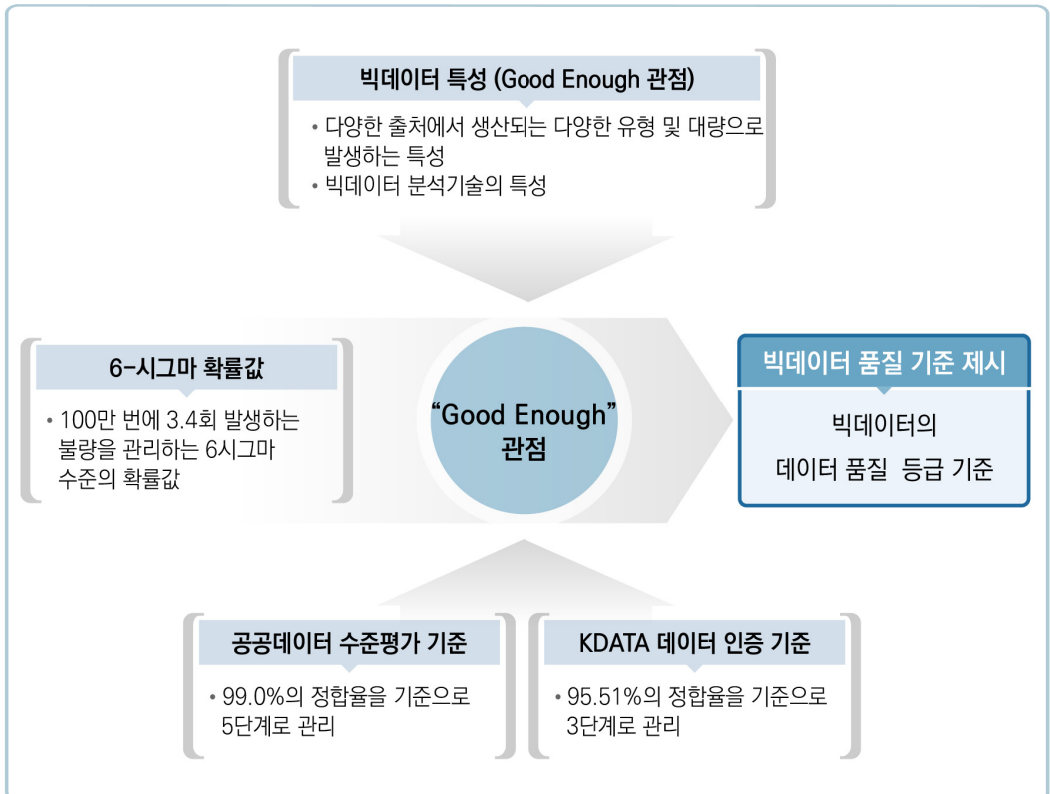 빅데이터 특성 (Good Enough 관점)
• 다양한 출처에서 생산되는 다양한 유형 및 대량으로
발생하는 특성
• 빅데이터 분석기술의 특성
6-시그마 확률값
• 100만 번에 3.4회 발생하는
불량을 관리하는 6시그마
수준의 확률값
“Good Enough”
관점
빅데이터 품질 기준 제시
빅데이터의
데이터 품질 등급 기준
공공데이터 수준평가 기준
• 99.0%의 정합율을 기준으로
5단계로 관리
KDATA 데이터 인증 기준
• 95.51%의 정합율을 기준으로
3단계로 관리